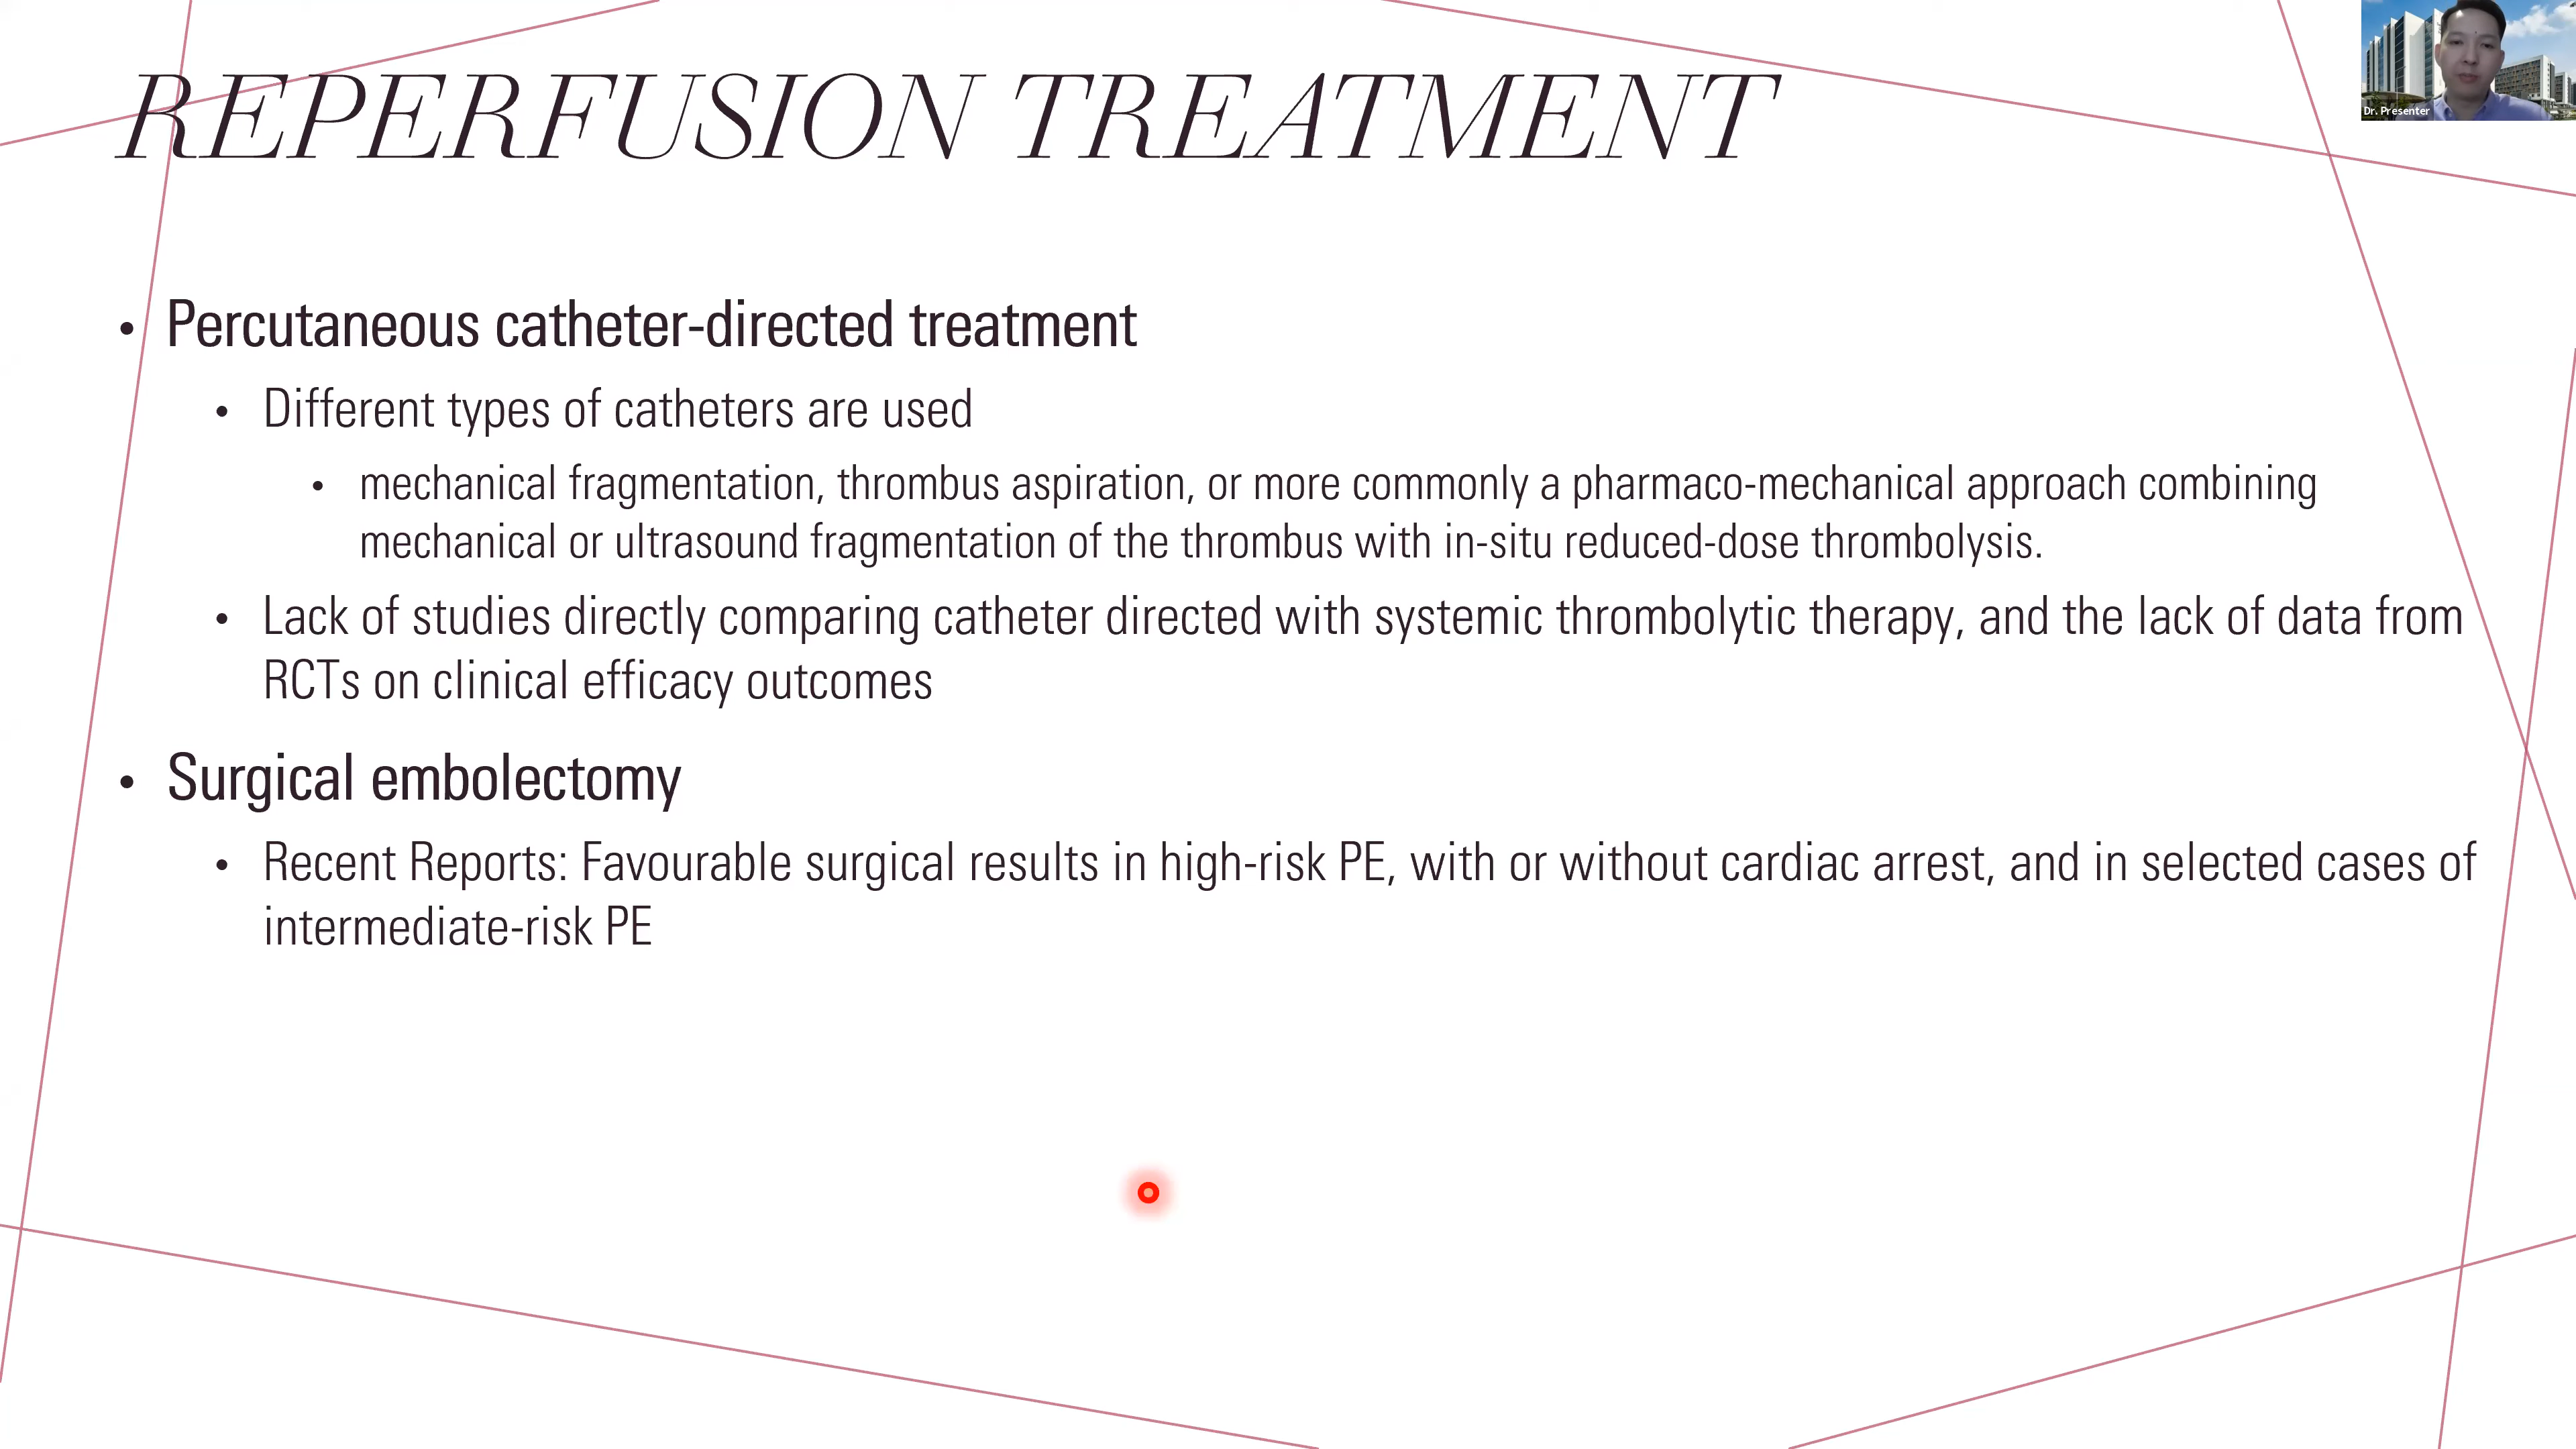 Dr. Presenter
REPERFUSION TREATMENT
• Percutaneous catheter-directed treatment
• Different types of catheters are used
• mechanical fragmentation, thrombus aspiration, or more commonly a pharmaco-mechanical approach combining
mechanical or ultrasound fragmentation of the thrombus with in-situ reduced-dose thrombolysis.
• Lack of studies directly comparing catheter directed with systemic thrombolytic therapy, and the lack of data from
RCTs on clinical efficacy outcomes
• Surgical embolectomy
• Recent Reports: Favourable surgical results in high-risk PE, with or without cardiac arrest, and in selected cases of
intermediate-risk PE